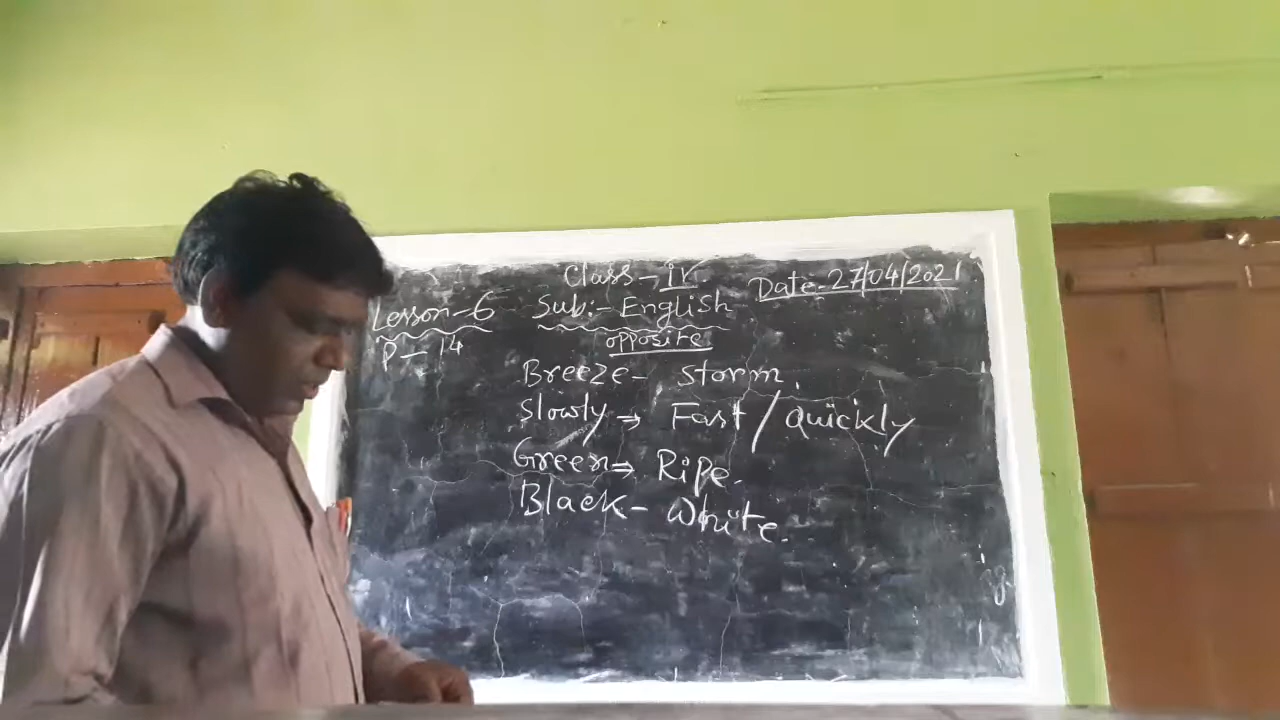 Class - IV
Date - 27/04/2021
Lesson - 6
Sub:- English
P - 14
opposite
Breeze - Storm.
Slowly → Fast / Quickly
Green ⇒ Ripe.
Black - White.